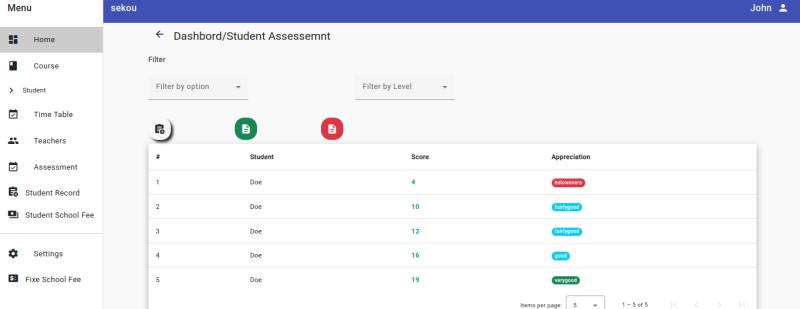 Menu
sekou
John
Home
Course
Student
Time Table
Teachers
Assessment
Student Record
Student School Fee
Settings
Fixe School Fee
Dashbord/Student Assessemnt
Filter
Filter by option
Filter by Level
# Student Score Appreciation
1 Doe 4 belowavera
2 Doe 10 fairlygood
3 Doe 12 fairlygood
4 Doe 16 good
5 Doe 19 verygood
Items per page: 5 1 – 5 of 5